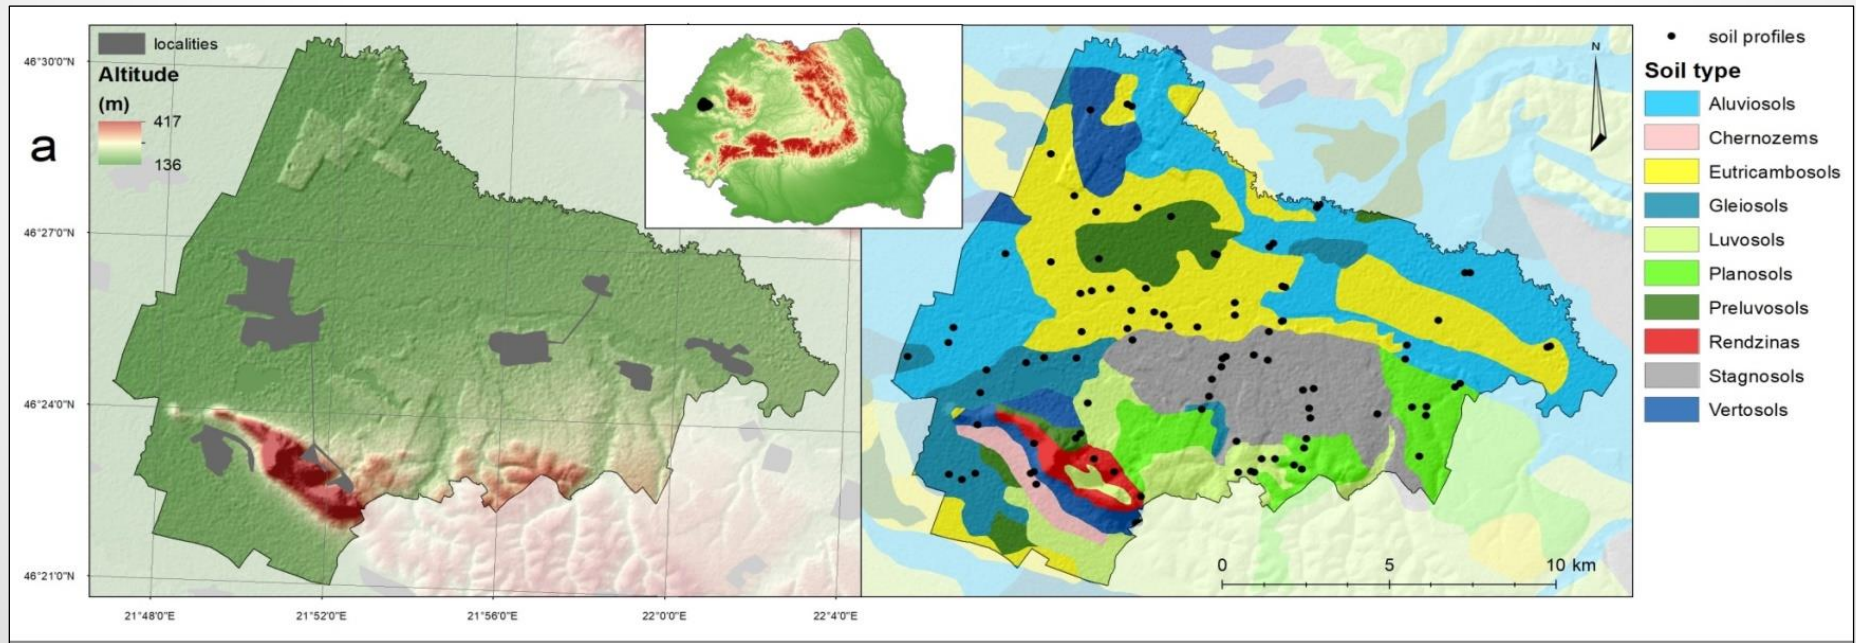 a
localities
Altitude
(m)
417
136
46°30'0"N
46°27'0"N
46°24'0"N
46°21'0"N
21°48'0"E
21°52'0"E
21°56'0"E
22°0'0"E
22°4'0"E
N
0
5
10 km
soil profiles
Soil type
Aluviosols
Chernozems
Eutricambosols
Gleiosols
Luvosols
Planosols
Preluvosols
Rendzinas
Stagnosols
Vertosols